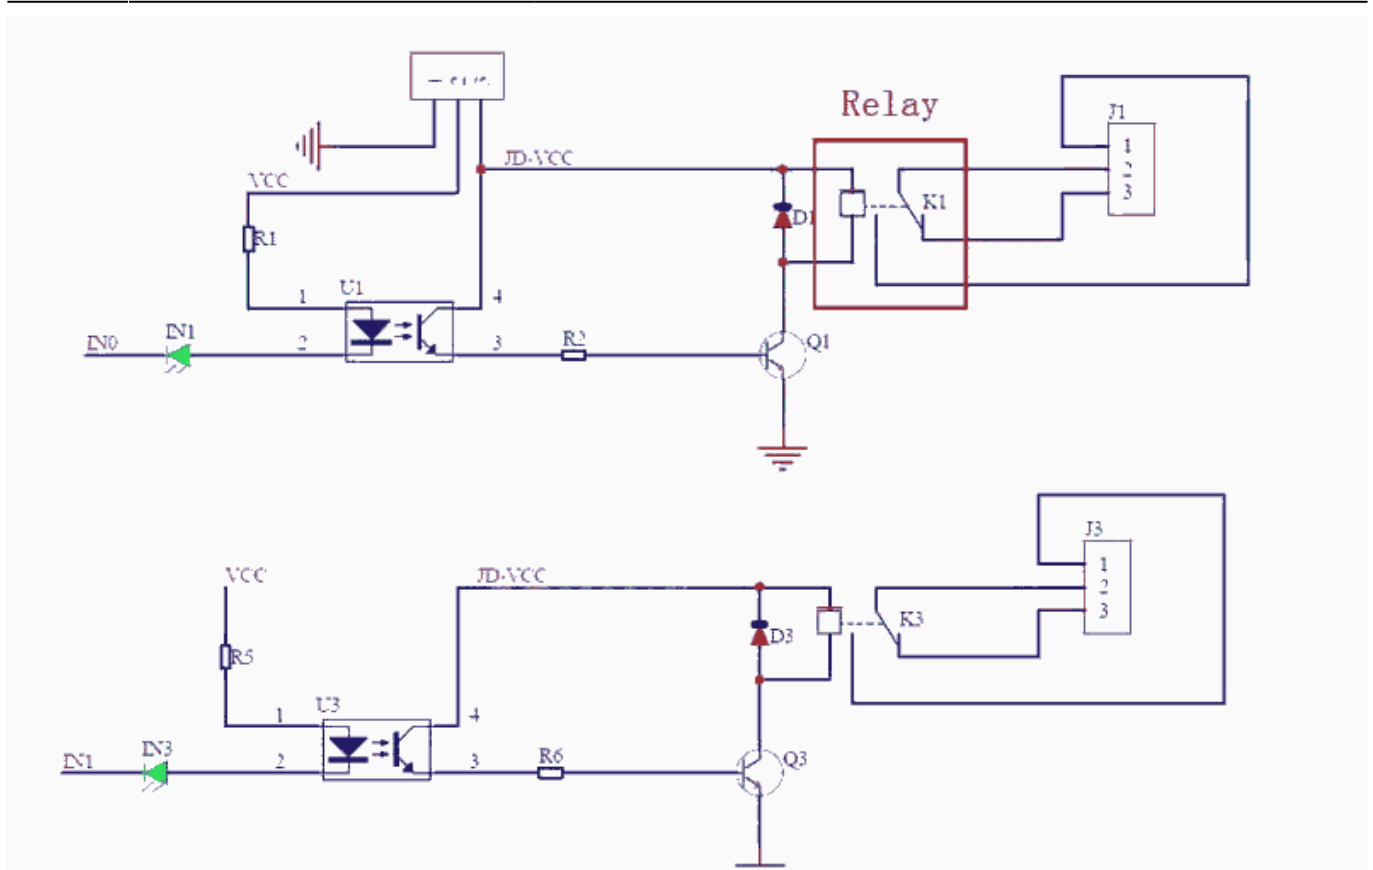 Relay
J1
1
JD-VCC
2
VCC
3
K1
D1
R1
U1
1
4
IN0
IN1
2
3
R2
Q1
J3
1
VCC
JD-VCC
2
3
K3
D3
R5
U3
1
4
IN1
IN3
2
3
R6
Q3